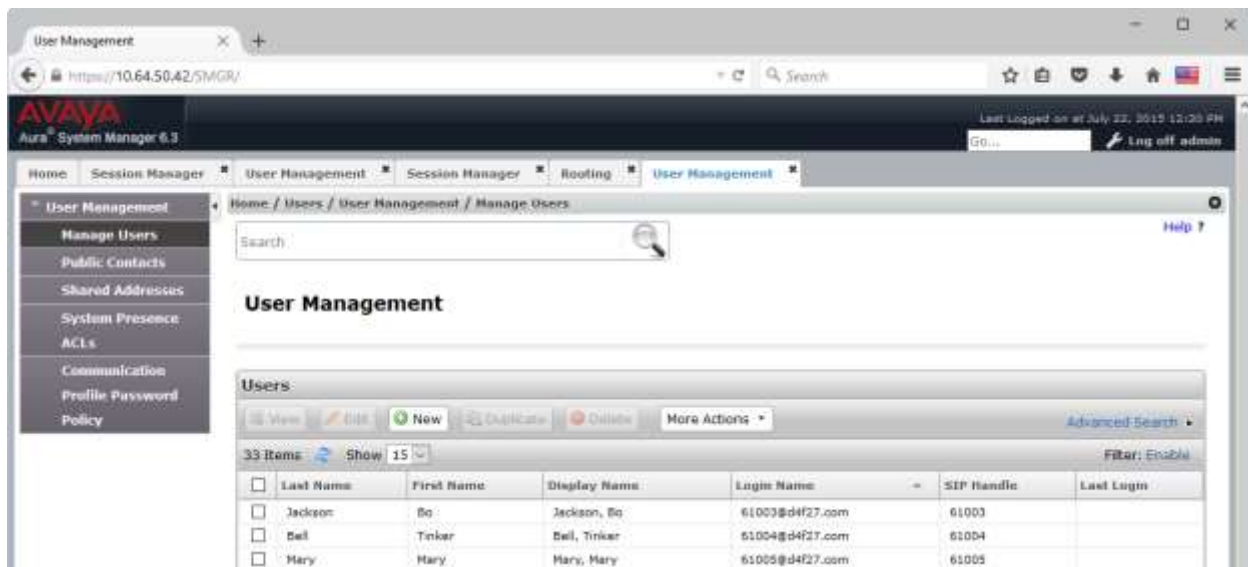 User Management
https://10.64.50.42/SMGR/
Search
AVAYA
Aura® System Manager 6.3
Last Logged on at July 22, 2015 12:20 PM
Go...
Log off admin
Home Session Manager User Management Session Manager Routing User Management
User Management
Home / Users / User Management / Manage Users
Manage Users
Public Contacts
Shared Addresses
System Presence
ACLs
Communication
Profile Password
Policy
Search
Help ?
User Management
Users
View Edit New Duplicate Delete More Actions Advanced Search
33 Items Show 15 Filter: Enable
Last Name First Name Display Name Login Name SIP Handle Last Login
Jackson Bo Jackson, Bo 61003@d4f27.com 61003
Bell Tinker Bell, Tinker 61004@d4f27.com 61004
Mary Mary Mary, Mary 61005@d4f27.com 61005